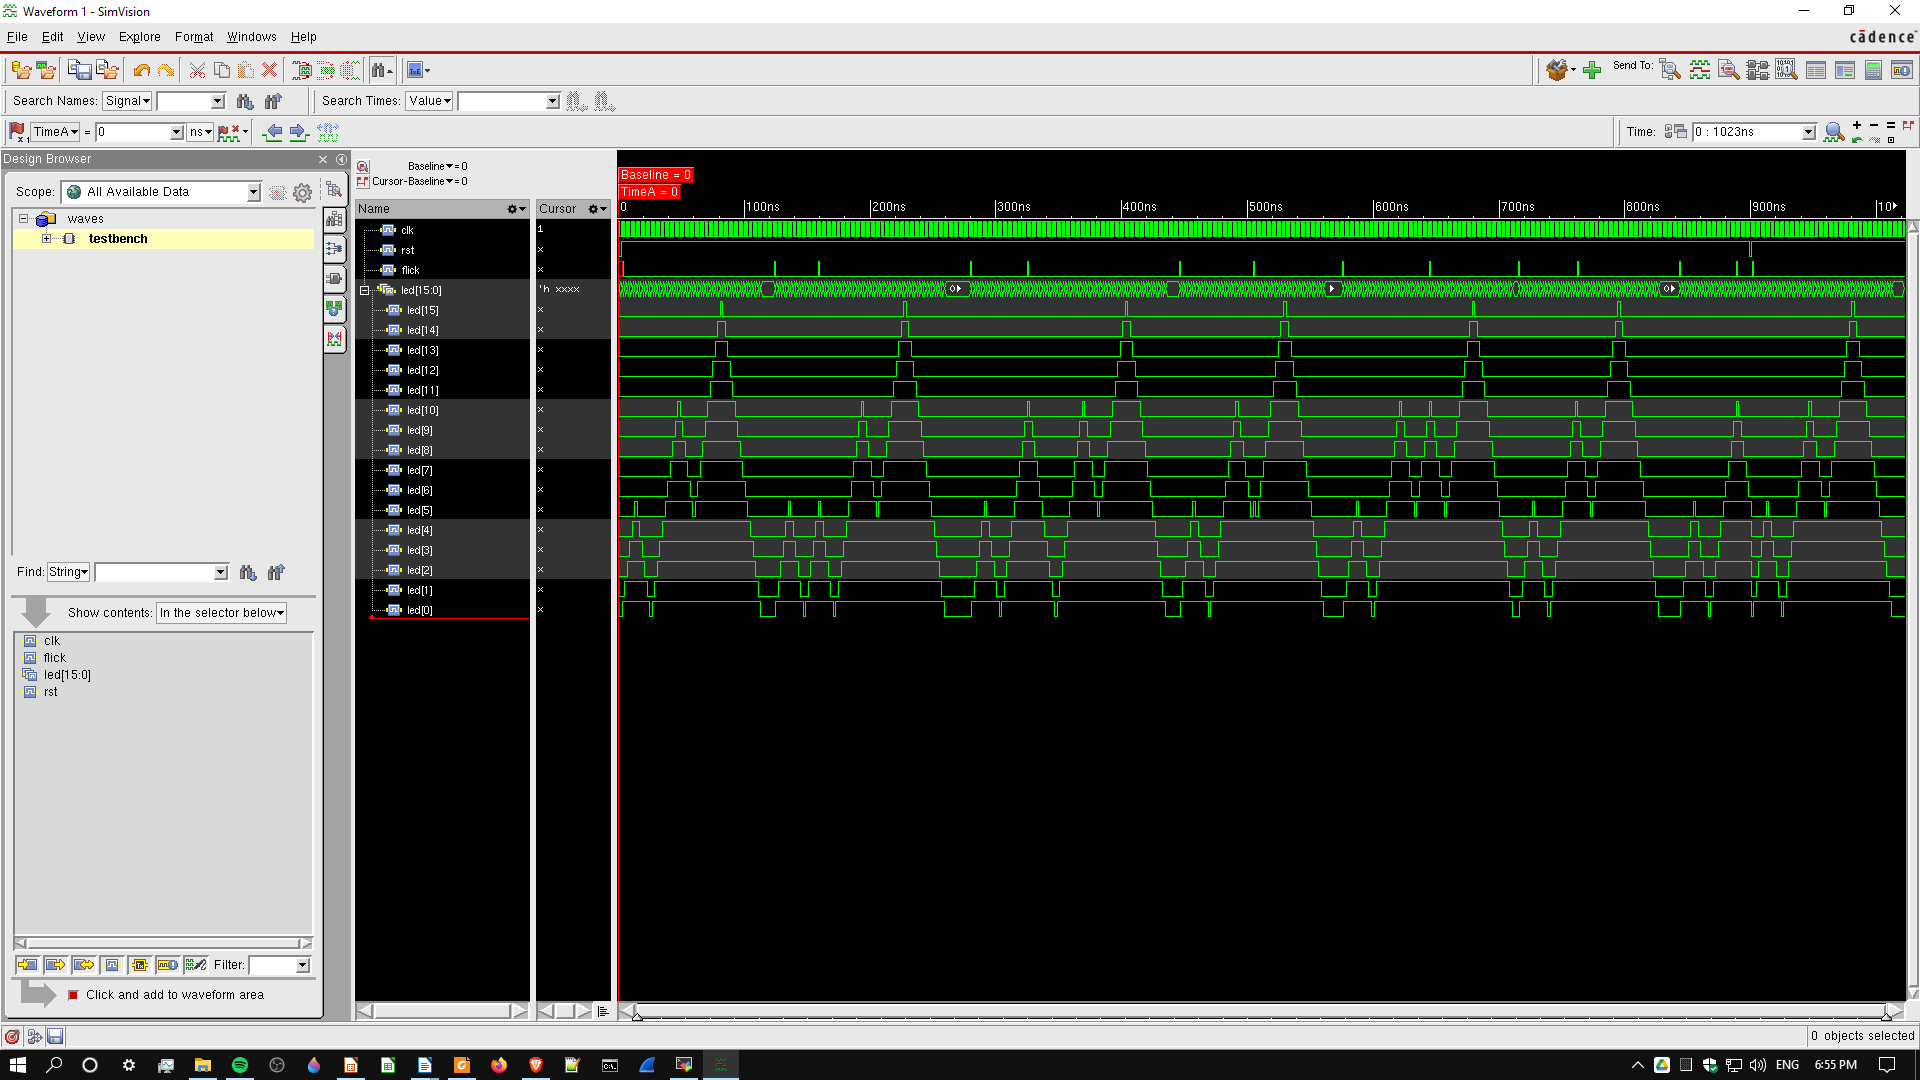 Waveform 1 - SimVision
File Edit View Explore Format Windows Help
cādence
Send To:
Search Names: Signal Search Times: Value
TimeA = 0 ns
Time: 0 : 1023ns
Design Browser
Scope: All Available Data
waves
testbench
Find: String
Show contents: In the selector below
clk
flick
led[15:0]
rst
Filter:
Click and add to waveform area
Baseline = 0
Cursor-Baseline = 0
Name Cursor
clk 1
rst x
flick x
led[15:0] 'h xxxx
led[15] x
led[14] x
led[13] x
led[12] x
led[11] x
led[10] x
led[9] x
led[8] x
led[7] x
led[6] x
led[5] x
led[4] x
led[3] x
led[2] x
led[1] x
led[0] x
Baseline = 0
TimeA = 0
0 100ns 200ns 300ns 400ns 500ns 600ns 700ns 800ns 900ns 10
0 objects selected
ENG 6:55 PM